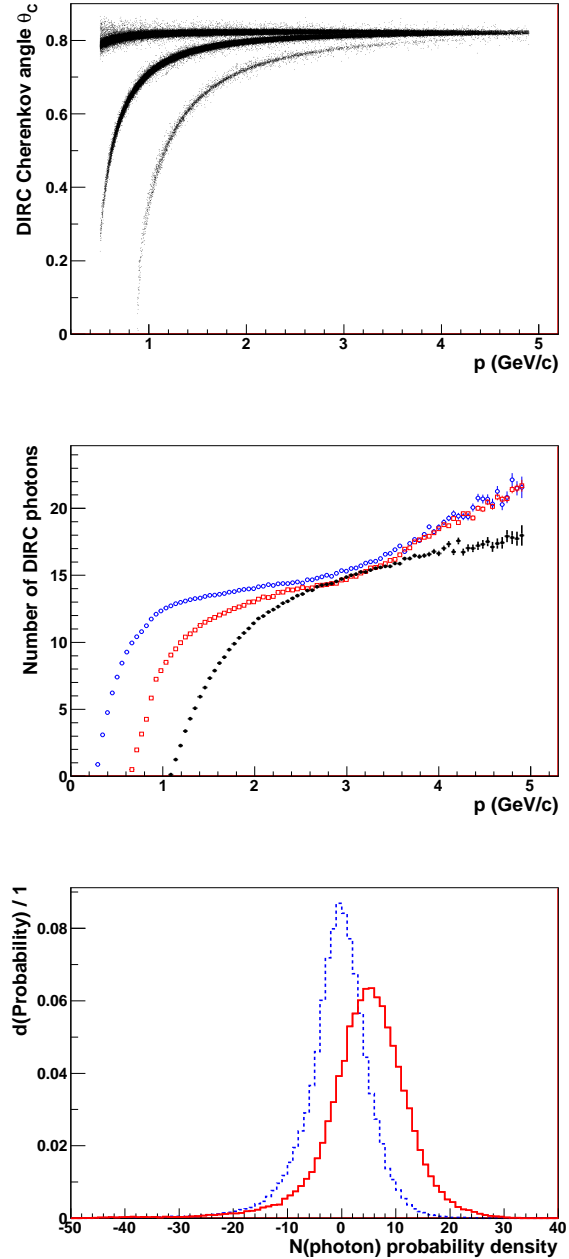 DIRC Cherenkov angle θC
0.8
0.6
0.4
0.2
0
1 2 3 4 5
p (GeV/c)
Number of DIRC photons
20
15
10
5
0
0 1 2 3 4 5
p (GeV/c)
d(Probability) / 1
0.08
0.06
0.04
0.02
0
-50 -40 -30 -20 -10 0 10 20 30 40
N(photon) probability density